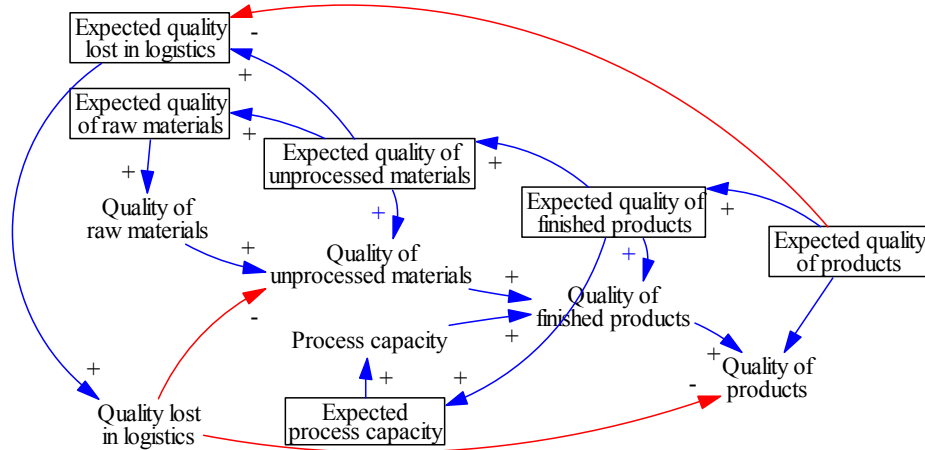 Expected quality
lost in logistics
-
+
Expected quality
of raw materials
+
Expected quality of
unprocessed materials
+
+
Expected quality of
finished products
+
Quality of
raw materials
+
+
Expected quality
of products
+
Quality of
unprocessed materials
+
Quality of
finished products
-
Process capacity
+
+
Quality of
products
+
+
+
-
Quality lost
in logistics
Expected
process capacity